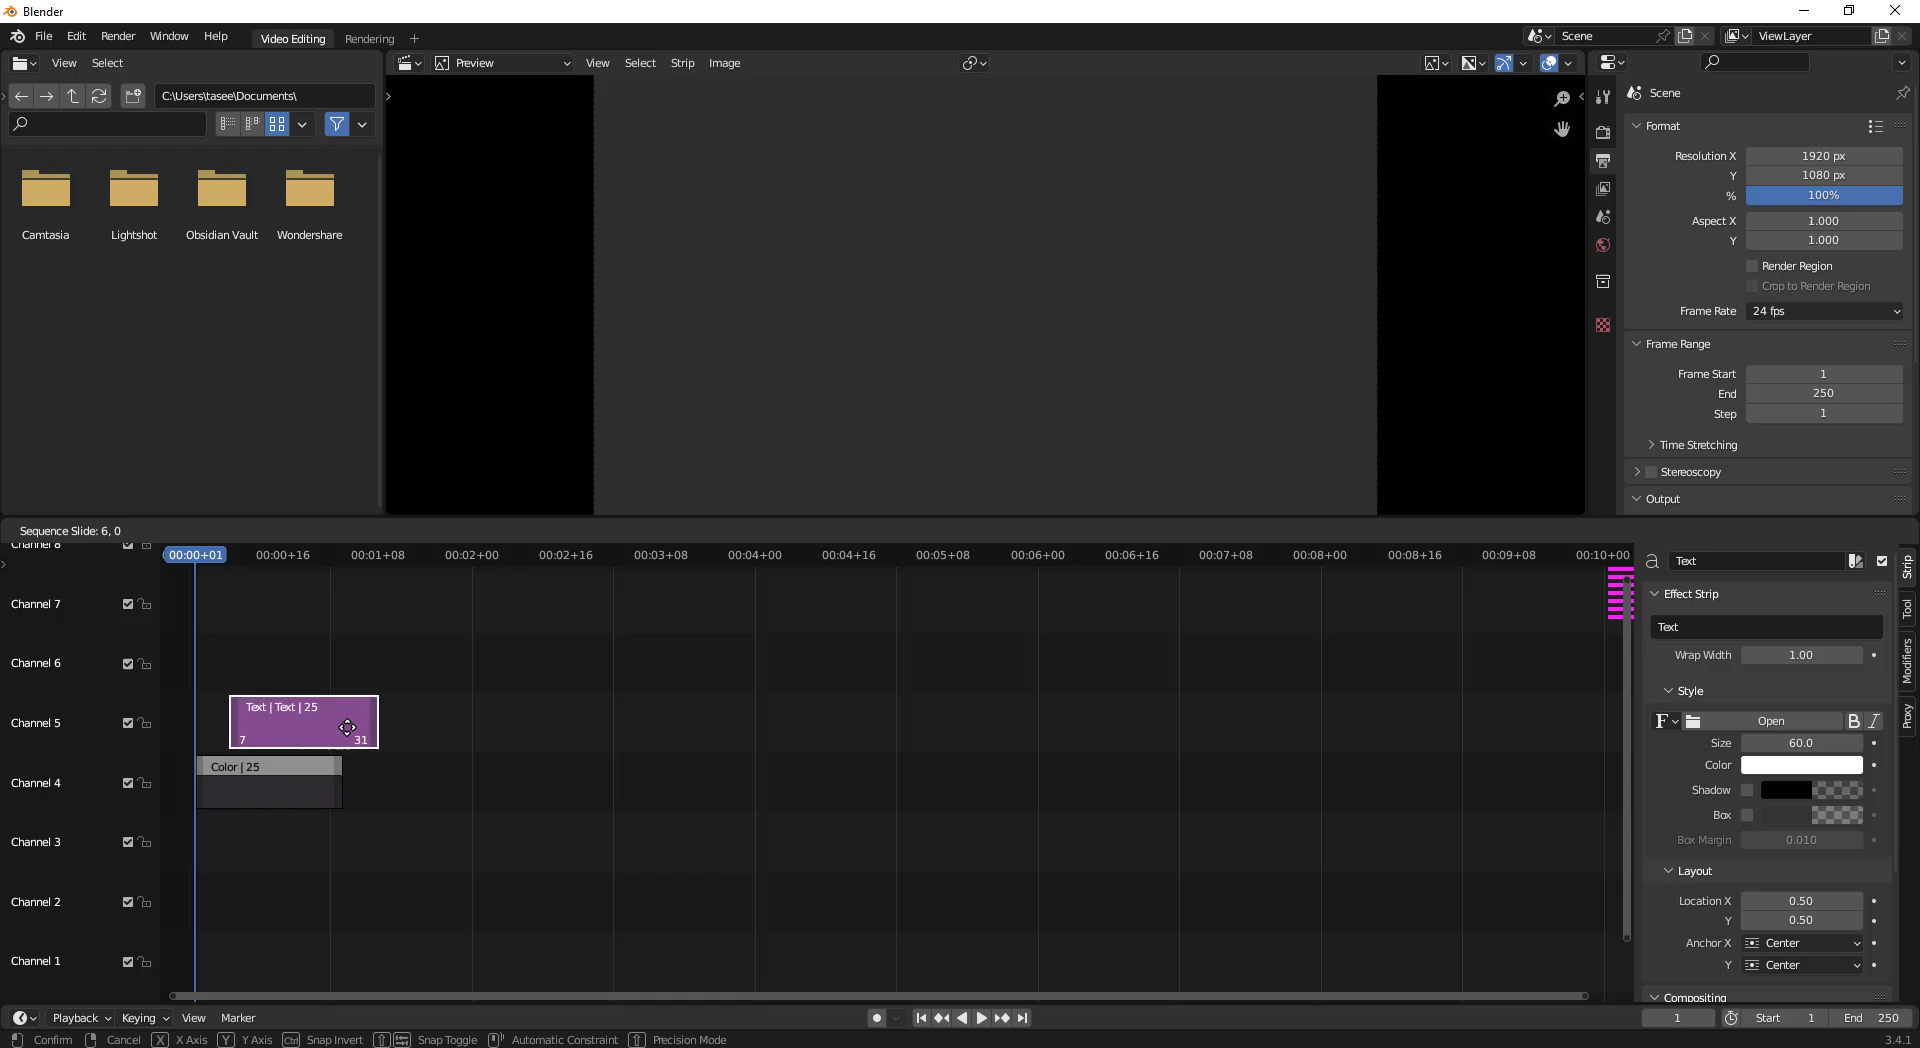 Blender
File Edit Render Window Help Video Editing Rendering + Scene ViewLayer
View Select Preview View Select Strip Image
C:\Users\tasee\Documents\
Scene
Format
Resolution X 1920 px
Y 1080 px
% 100%
Aspect X 1.000
Y 1.000
Render Region
Crop to Render Region
Frame Rate 24 fps
Camtasia Lightshot Obsidian Vault Wondershare
Frame Range
Frame Start 1
End 250
Step 1
Time Stretching
Stereoscopy
Output
Sequence Slide: 6, 0
Channel 8
00:00+01 00:00+16 00:01+08 00:02+00 00:02+16 00:03+08 00:04+00 00:04+16 00:05+08 00:06+00 00:06+16 00:07+08 00:08+00 00:08+16 00:09+08 00:10+00
Channel 7
Channel 6
Channel 5
Channel 4
Channel 3
Channel 2
Channel 1
Text | Text | 25
7 31
Color | 25
Text
Effect Strip
Text
Wrap Width 1.00
Style
F Open B I
Size 60.0
Color
Shadow
Box
Box Margin 0.010
Layout
Location X 0.50
Y 0.50
Anchor X Center
Y Center
Compositing
Strip
Tool
Modifiers
Proxy
Playback Keying View Marker 1 Start 1 End 250
Confirm Cancel X X Axis Y Y Axis Ctrl Snap Invert Snap Toggle Automatic Constraint Precision Mode 3.4.1